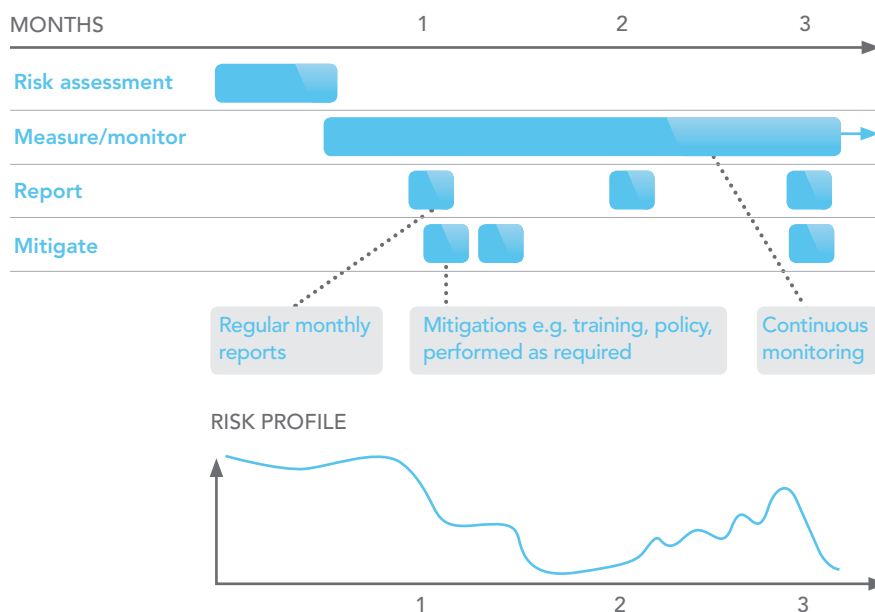 MONTHS 1 2 3
Risk assessment
Measure/monitor
Report
Mitigate
Regular monthly
reports
Mitigations e.g. training, policy,
performed as required
Continuous
monitoring
RISK PROFILE
1 2 3